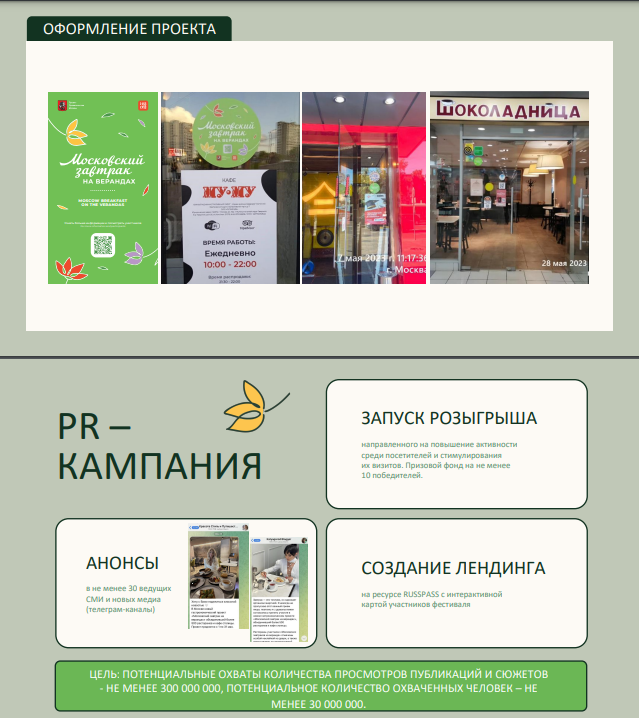 ОФОРМЛЕНИЕ ПРОЕКТА
Московский
завтрак
НА ВЕРАНДАХ
MOSCOW BREAKFAST
ON THE VERANDAS
Московский
завтрак
НА ВЕРАНДАХ
КАФЕ
МУ-МУ
ВРЕМЯ РАБОТЫ:
Ежедневно
10:00 - 22:00
7 мая 2023 г. 11:17:36
г. Москва
ШОКОЛАДНИЦА
28 мая 2023
PR –
КАМПАНИЯ
ЗАПУСК РОЗЫГРЫША
направленного на повышение активности
среди посетителей и стимулирования
их визитов. Призовой фонд на не менее
10 победителей.
АНОНСЫ
в не менее 30 ведущих
СМИ и новых медиа
(телеграм-каналы)
СОЗДАНИЕ ЛЕНДИНГА
на ресурсе RUSSPASS с интерактивной
картой участников фестиваля
ЦЕЛЬ: ПОТЕНЦИАЛЬНЫЕ ОХВАТЫ КОЛИЧЕСТВА ПРОСМОТРОВ ПУБЛИКАЦИЙ И СЮЖЕТОВ
- НЕ МЕНЕЕ 300 000 000, ПОТЕНЦИАЛЬНОЕ КОЛИЧЕСТВО ОХВАЧЕННЫХ ЧЕЛОВЕК – НЕ
МЕНЕЕ 30 000 000.